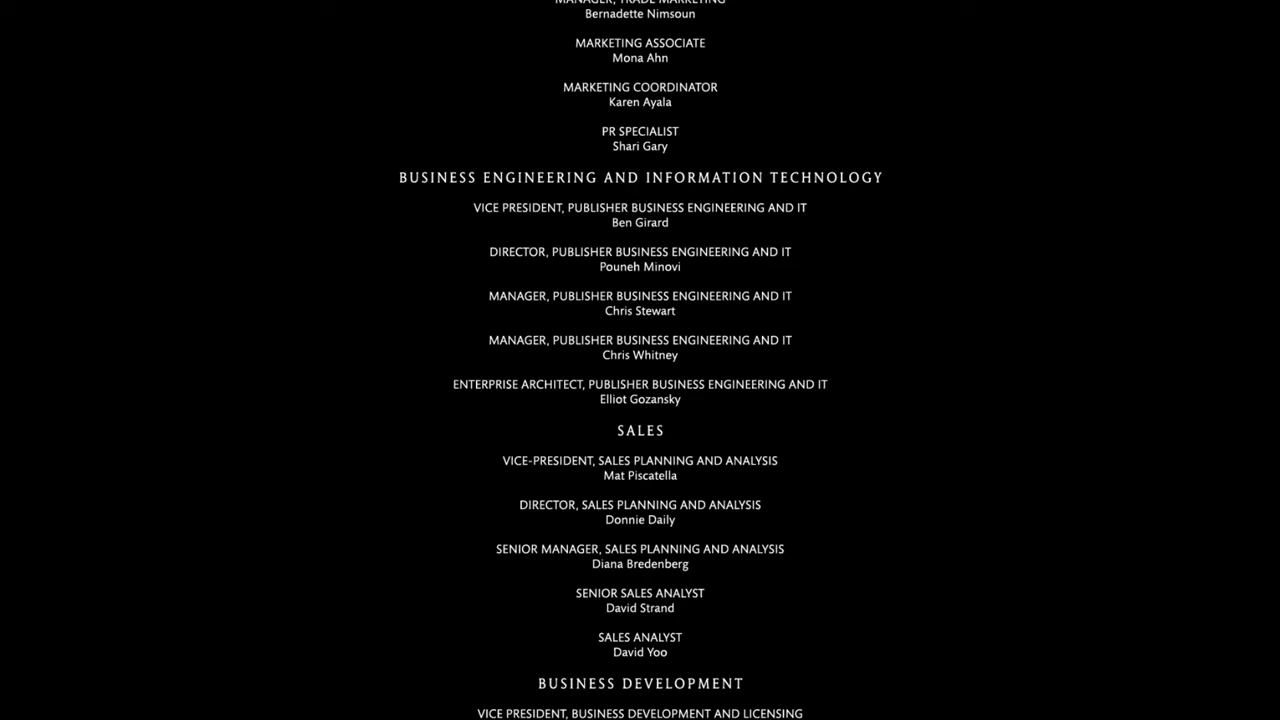 MANAGER, TRADE MARKETING
Bernadette Nimsoun
MARKETING ASSOCIATE
Mona Ahn
MARKETING COORDINATOR
Karen Ayala
PR SPECIALIST
Shari Gary
BUSINESS ENGINEERING AND INFORMATION TECHNOLOGY
VICE PRESIDENT, PUBLISHER BUSINESS ENGINEERING AND IT
Ben Girard
DIRECTOR, PUBLISHER BUSINESS ENGINEERING AND IT
Pouneh Minovi
MANAGER, PUBLISHER BUSINESS ENGINEERING AND IT
Chris Stewart
MANAGER, PUBLISHER BUSINESS ENGINEERING AND IT
Chris Whitney
ENTERPRISE ARCHITECT, PUBLISHER BUSINESS ENGINEERING AND IT
Elliot Gozansky
SALES
VICE-PRESIDENT, SALES PLANNING AND ANALYSIS
Mat Piscatella
DIRECTOR, SALES PLANNING AND ANALYSIS
Donnie Daily
SENIOR MANAGER, SALES PLANNING AND ANALYSIS
Diana Bredenberg
SENIOR SALES ANALYST
David Strand
SALES ANALYST
David Yoo
BUSINESS DEVELOPMENT
VICE PRESIDENT, BUSINESS DEVELOPMENT AND LICENSING